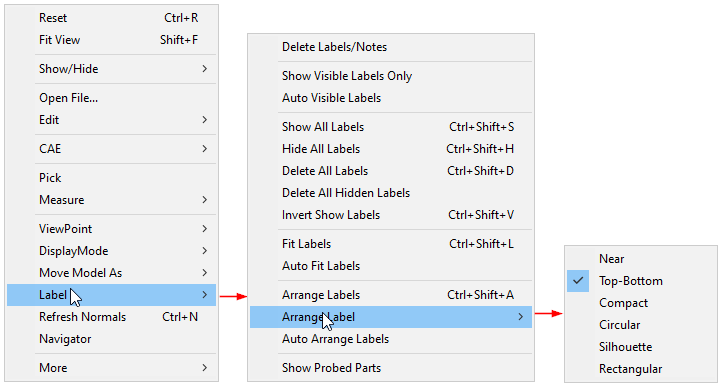 Reset Ctrl+R
Fit View Shift+F
Show/Hide
Open File...
Edit
CAE
Pick
Measure
ViewPoint
DisplayMode
Move Model As
Label
Refresh Normals Ctrl+N
Navigator
More
Delete Labels/Notes
Show Visible Labels Only
Auto Visible Labels
Show All Labels Ctrl+Shift+S
Hide All Labels Ctrl+Shift+H
Delete All Labels Ctrl+Shift+D
Delete All Hidden Labels
Invert Show Labels Ctrl+Shift+V
Fit Labels Ctrl+Shift+L
Auto Fit Labels
Arrange Labels Ctrl+Shift+A
Arrange Label
Auto Arrange Labels
Show Probed Parts
Near
Top-Bottom
Compact
Circular
Silhouette
Rectangular